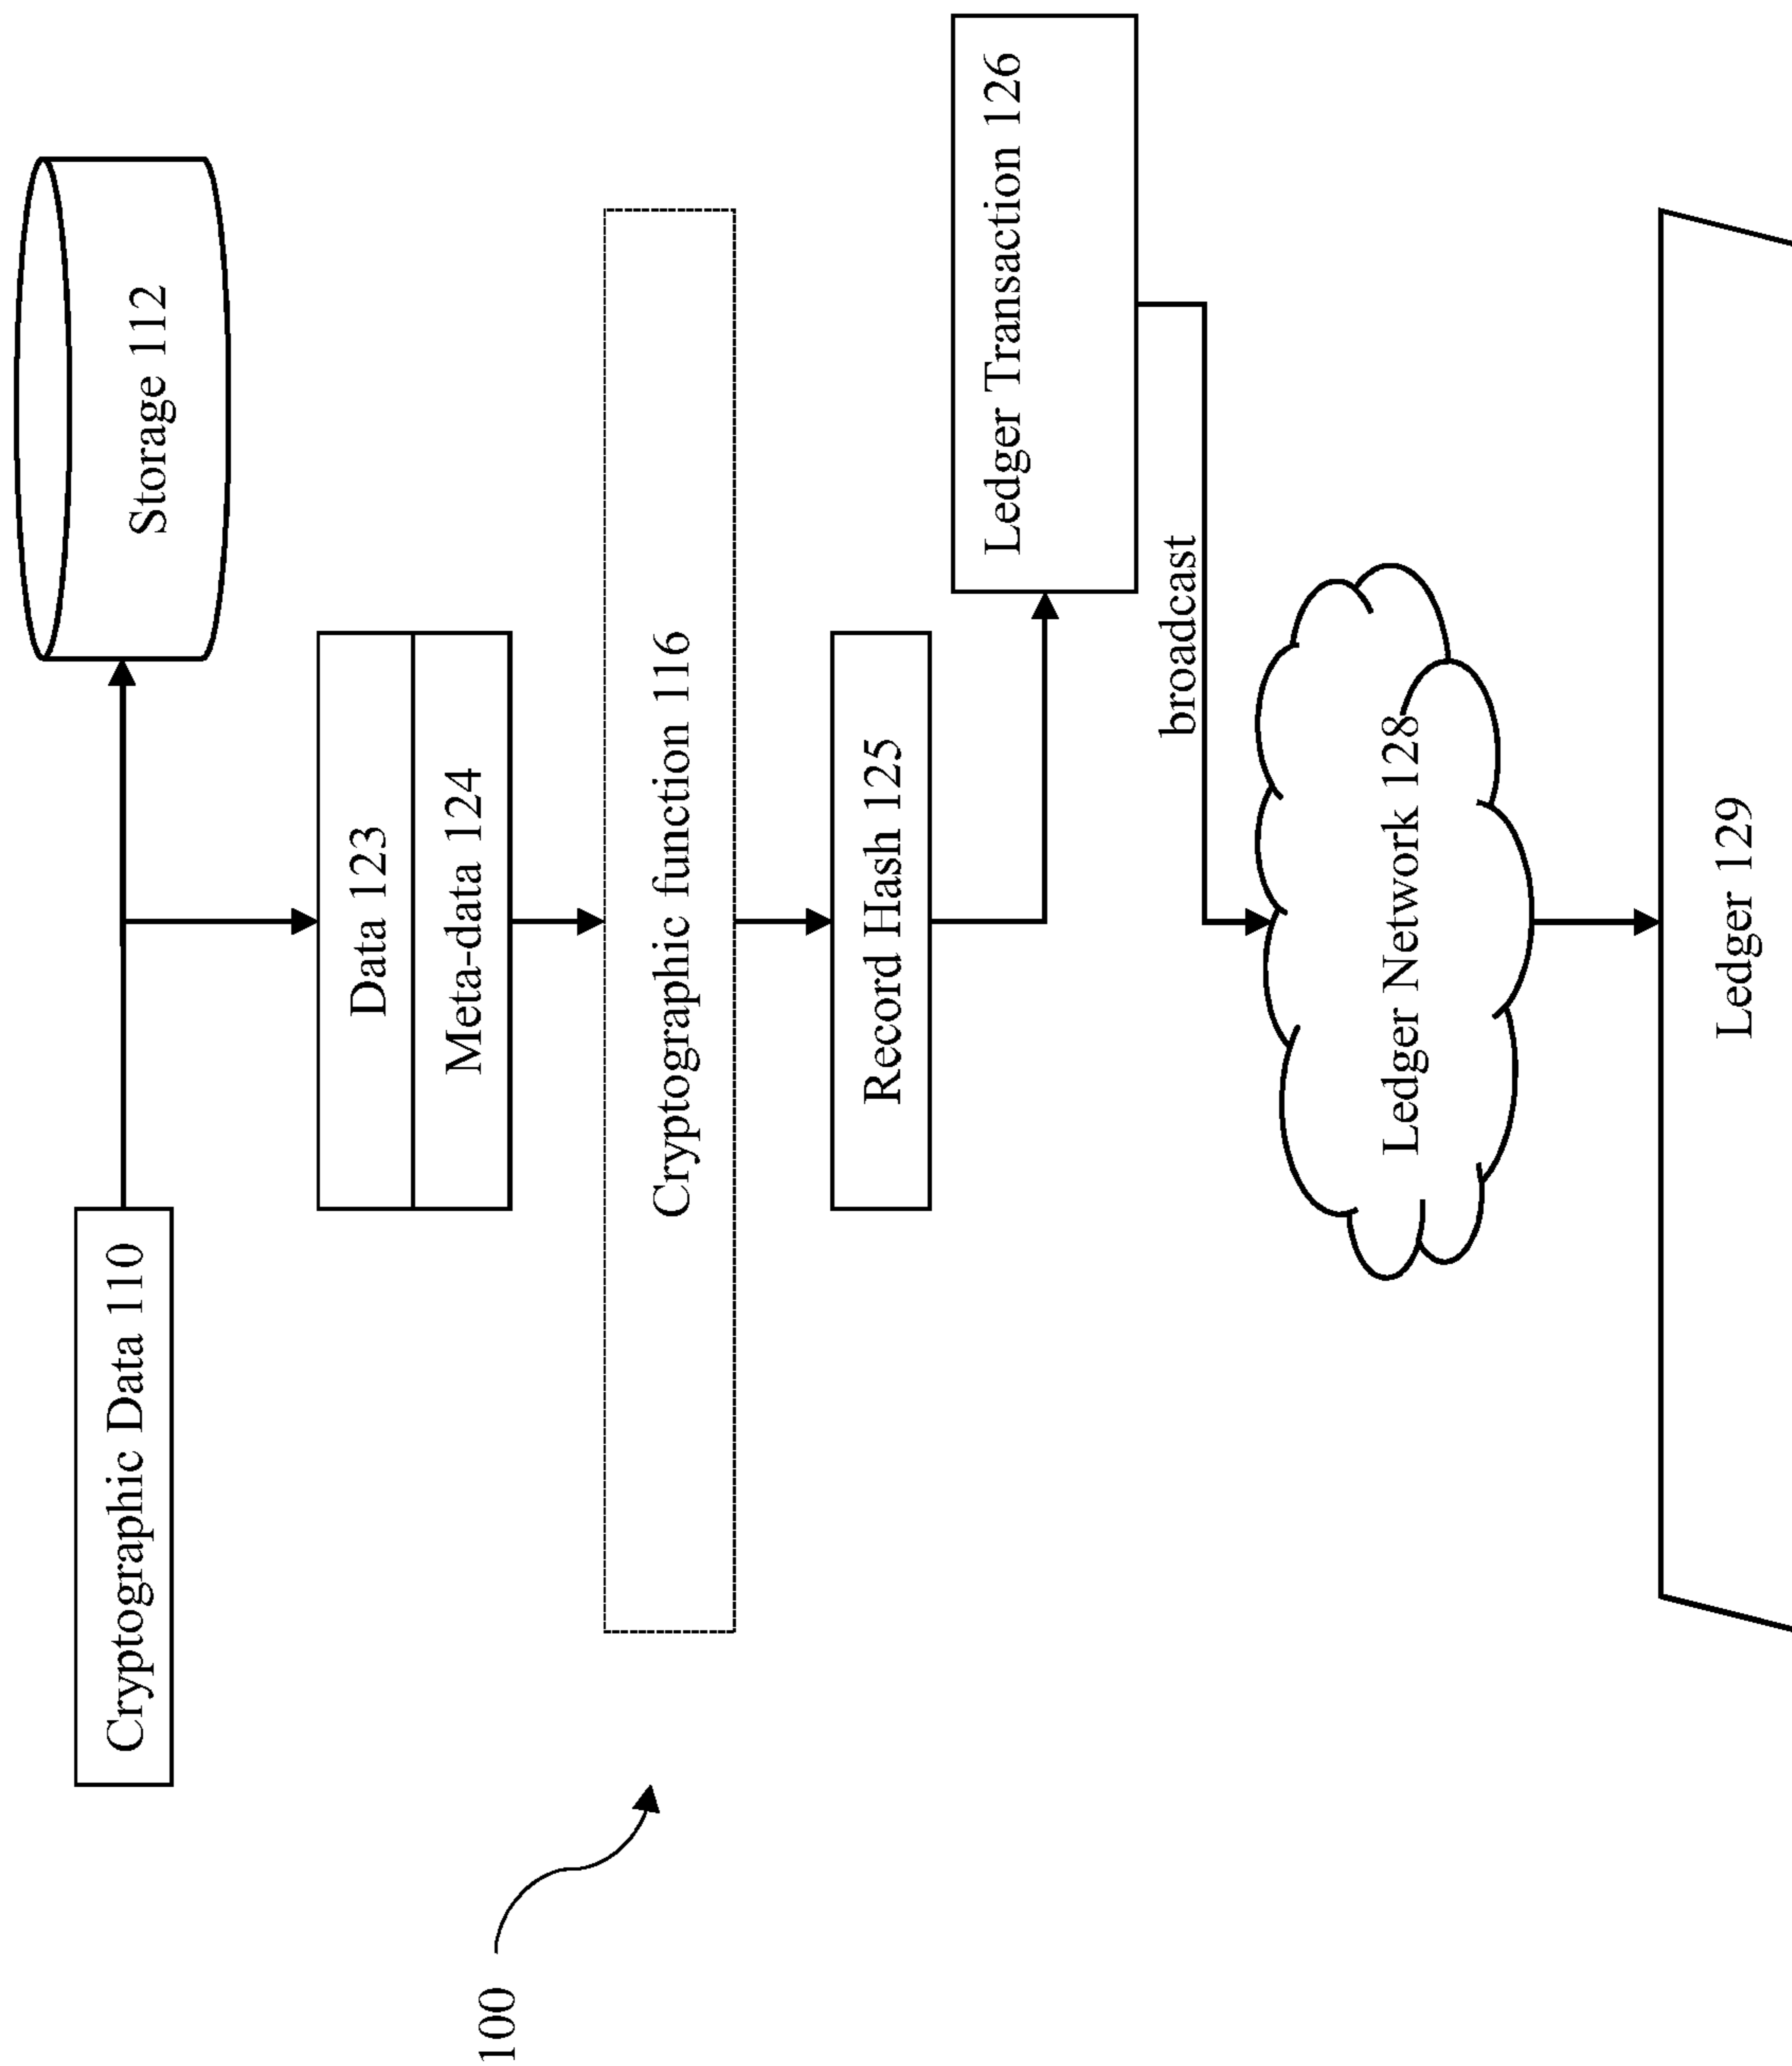 100
Cryptographic Data 110
Storage 112
Data 123
Meta-data 124
Cryptographic function 116
Record Hash 125
Ledger Transaction 126
broadcast
Ledger Network 128
Ledger 129